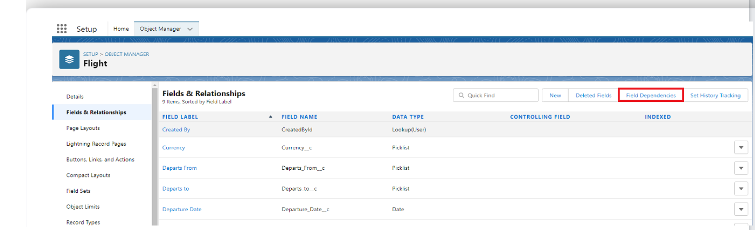 Setup Home Object Manager
SETUP > OBJECT MANAGER
Flight
Details
Fields & Relationships
Page Layouts
Lightning Record Pages
Buttons, Links, and Actions
Compact Layouts
Field Sets
Object Limits
Record Types
Fields & Relationships
9 Items, Sorted by Field Label
Quick Find New Deleted Fields Field Dependencies Set History Tracking
FIELD LABEL FIELD NAME DATA TYPE CONTROLLING FIELD INDEXED
Created By CreatedById Lookup(User)
Currency Currency__c Picklist
Departs From Departs_From__c Picklist
Departs to Departs_to__c Picklist
Departure Date Departure_Date__c Date